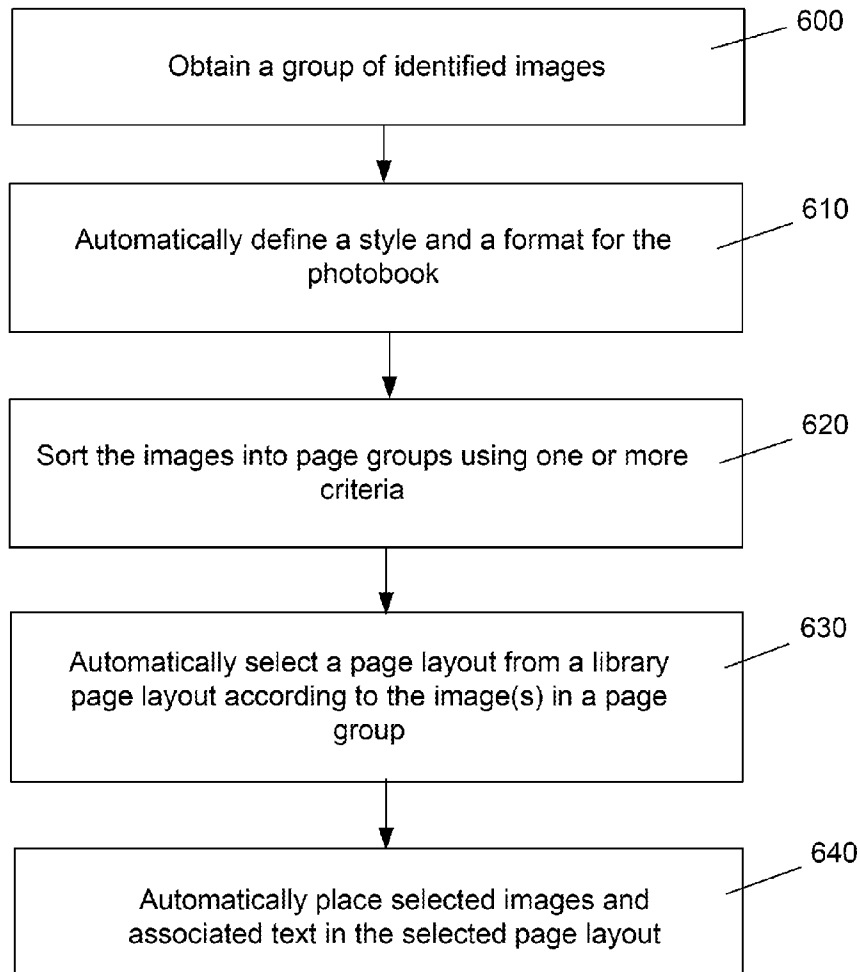 600
Obtain a group of identified images
610
Automatically define a style and a format for the
photobook
620
Sort the images into page groups using one or more
criteria
630
Automatically select a page layout from a library
page layout according to the image(s) in a page
group
640
Automatically place selected images and
associated text in the selected page layout